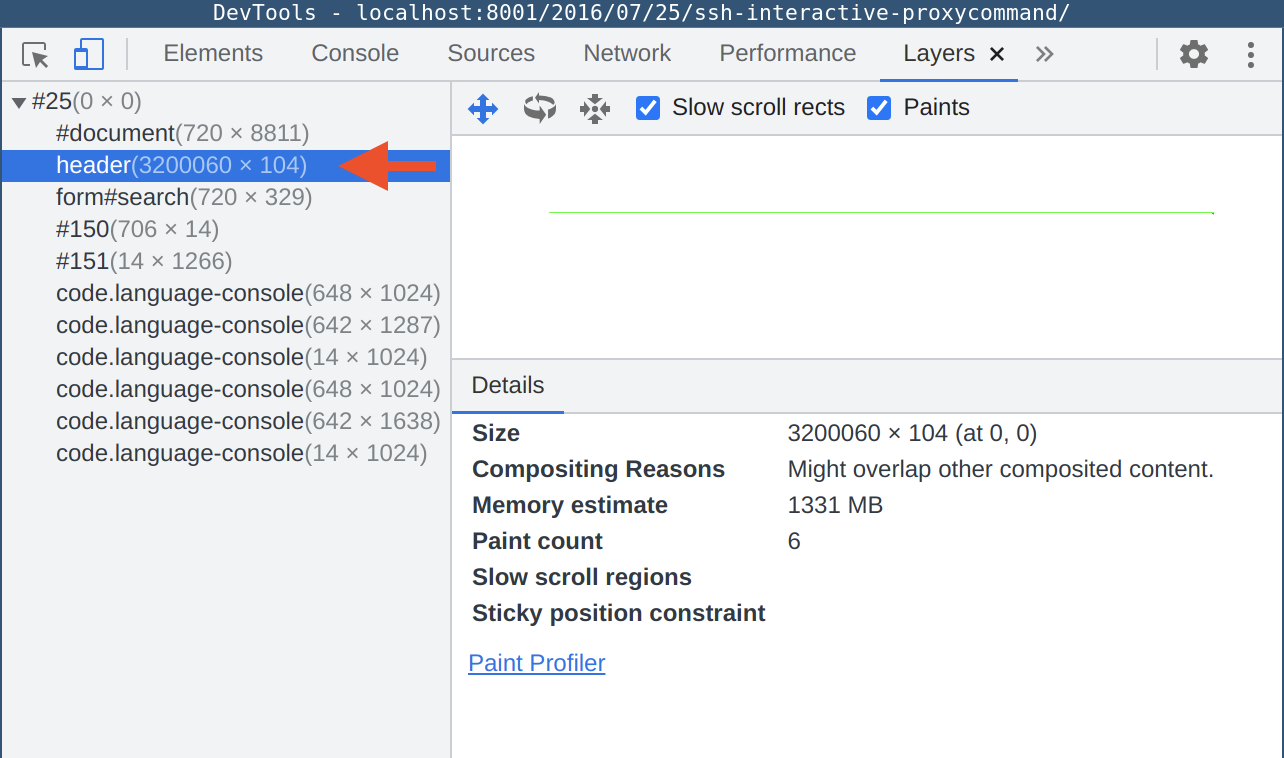 DevTools - localhost:8001/2016/07/25/ssh-interactive-proxycommand/
Elements Console Sources Network Performance Layers × »
#25(0 × 0)
#document(720 × 8811)
header(3200060 × 104)
form#search(720 × 329)
#150(706 × 14)
#151(14 × 1266)
code.language-console(648 × 1024)
code.language-console(642 × 1287)
code.language-console(14 × 1024)
code.language-console(648 × 1024)
code.language-console(642 × 1638)
code.language-console(14 × 1024)
Slow scroll rects Paints
Details
Size 3200060 × 104 (at 0, 0)
Compositing Reasons Might overlap other composited content.
Memory estimate 1331 MB
Paint count 6
Slow scroll regions
Sticky position constraint
Paint Profiler